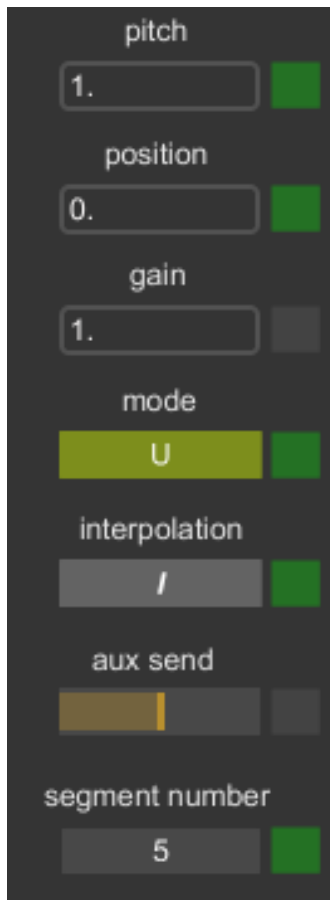 pitch
1.
position
0.
gain
1.
mode
U
interpolation
/
aux send
segment number
5